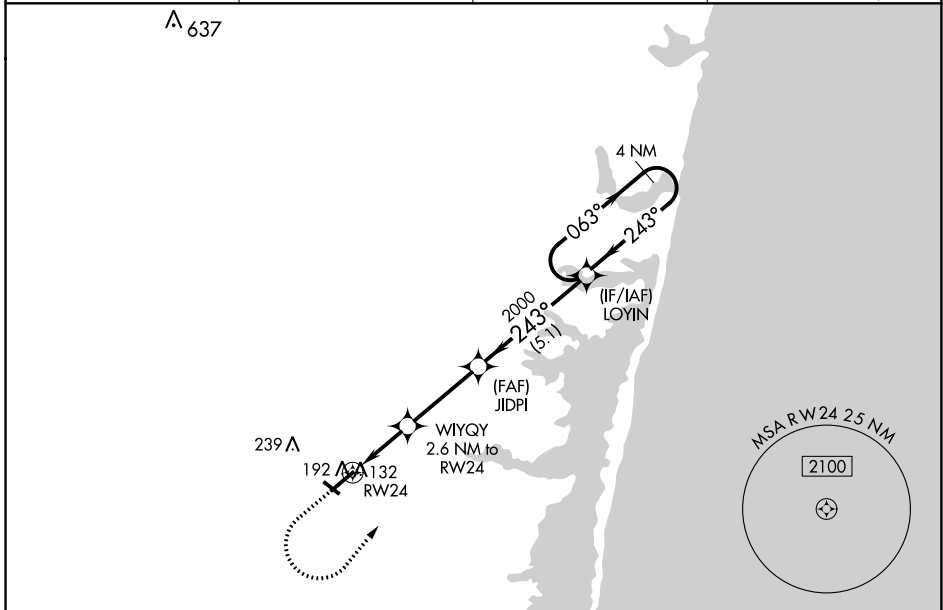 637
4 NM
063°
243°
(IF/IAF)
LOYIN
2000
243°
(5.1)
(FAF)
JIDPI
WIYQY
2.6 NM to
RW24
239
192
132
RW24
MSA RW24 25 NM
2100